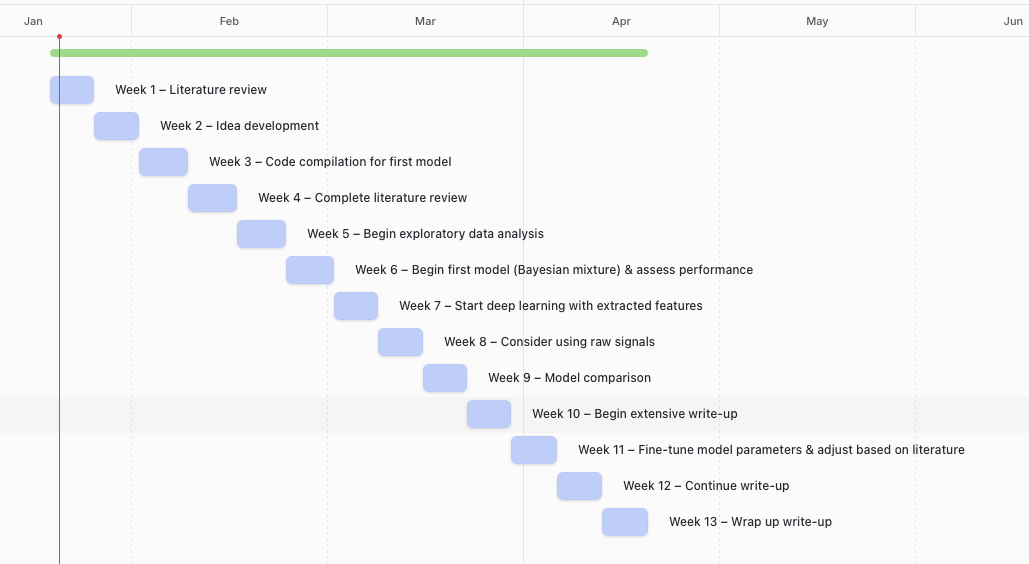 Jan Feb Mar Apr May Jun
Week 1 – Literature review
Week 2 – Idea development
Week 3 – Code compilation for first model
Week 4 – Complete literature review
Week 5 – Begin exploratory data analysis
Week 6 – Begin first model (Bayesian mixture) & assess performance
Week 7 – Start deep learning with extracted features
Week 8 – Consider using raw signals
Week 9 – Model comparison
Week 10 – Begin extensive write-up
Week 11 – Fine-tune model parameters & adjust based on literature
Week 12 – Continue write-up
Week 13 – Wrap up write-up